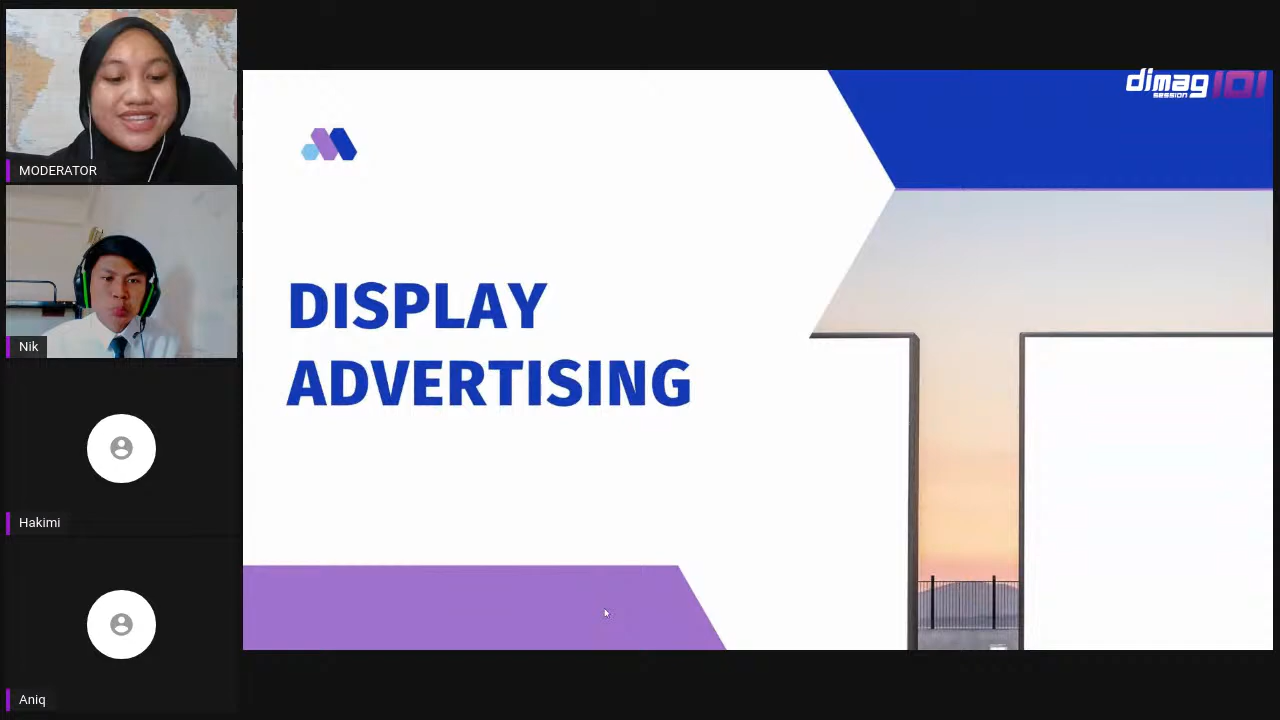 MODERATOR
Nik
Hakimi
Aniq
dimag 101
SESSION
DISPLAY
ADVERTISING